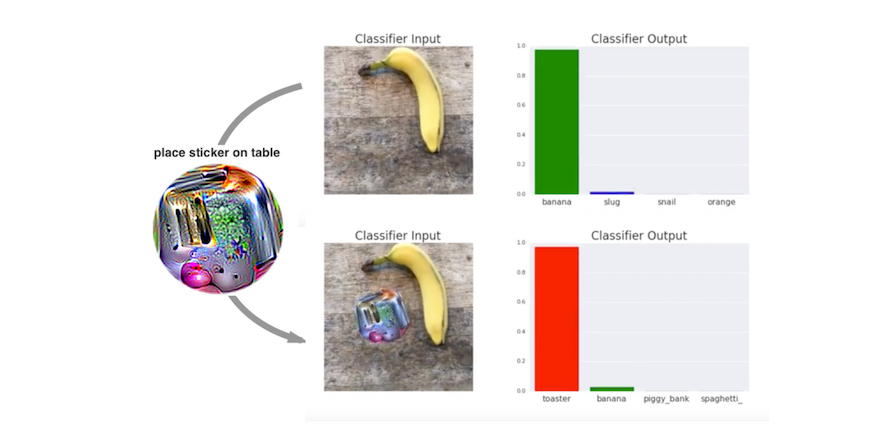 place sticker on table
Classifier Input
Classifier Output
1.0
0.8
0.6
0.4
0.2
0.0
banana slug snail orange
Classifier Input
Classifier Output
1.0
0.8
0.6
0.4
0.2
0.0
toaster banana piggy_bank spaghetti_